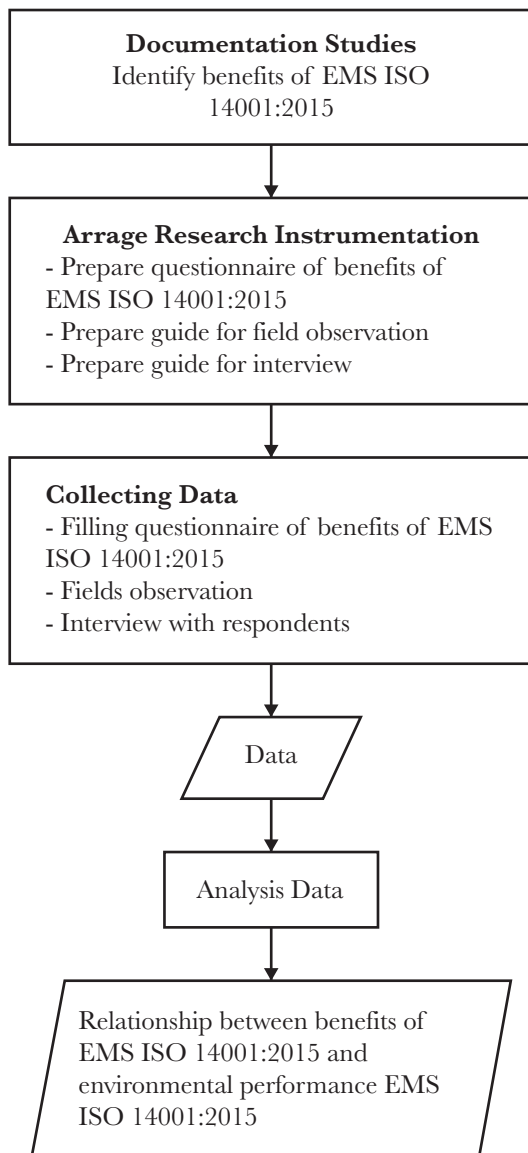 Documentation Studies
Identify benefits of EMS ISO
14001:2015
Arrage Research Instrumentation
- Prepare questionnaire of benefits of
EMS ISO 14001:2015
- Prepare guide for field observation
- Prepare guide for interview
Collecting Data
- Filling questionnaire of benefits of EMS
ISO 14001:2015
- Fields observation
- Interview with respondents
Data
Analysis Data
Relationship between benefits of
EMS ISO 14001:2015 and
environmental performance EMS
ISO 14001:2015